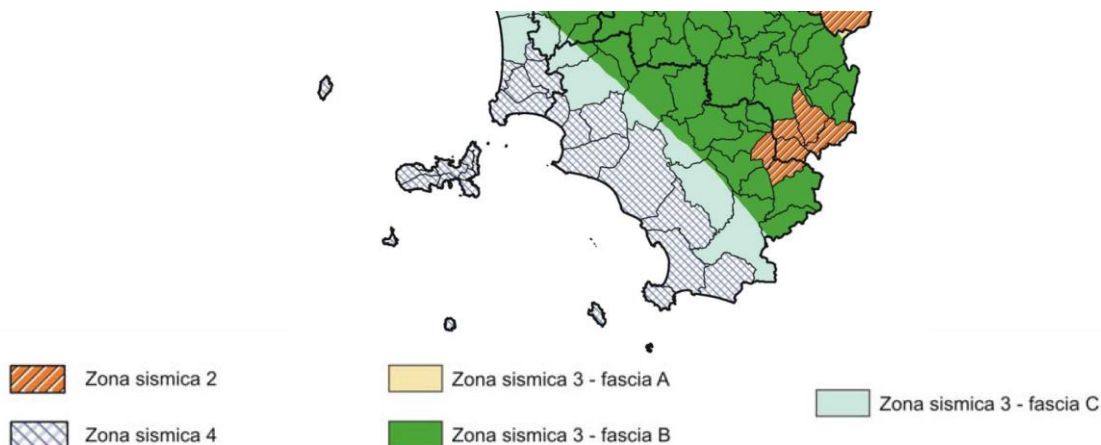 Zona sismica 2
Zona sismica 3 - fascia A
Zona sismica 3 - fascia C
Zona sismica 4
Zona sismica 3 - fascia B